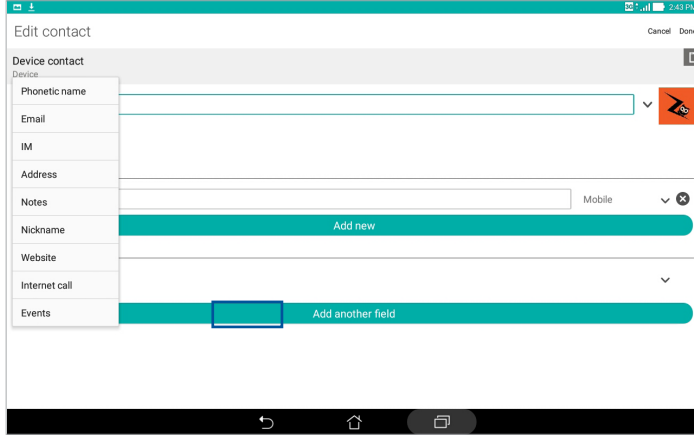 3G 2:43 PM
Edit contact
Cancel Done
Device contact
Device
Phonetic name
Email
IM
Address
Notes
Mobile
Nickname
Add new
Website
Internet call
Events
Add another field